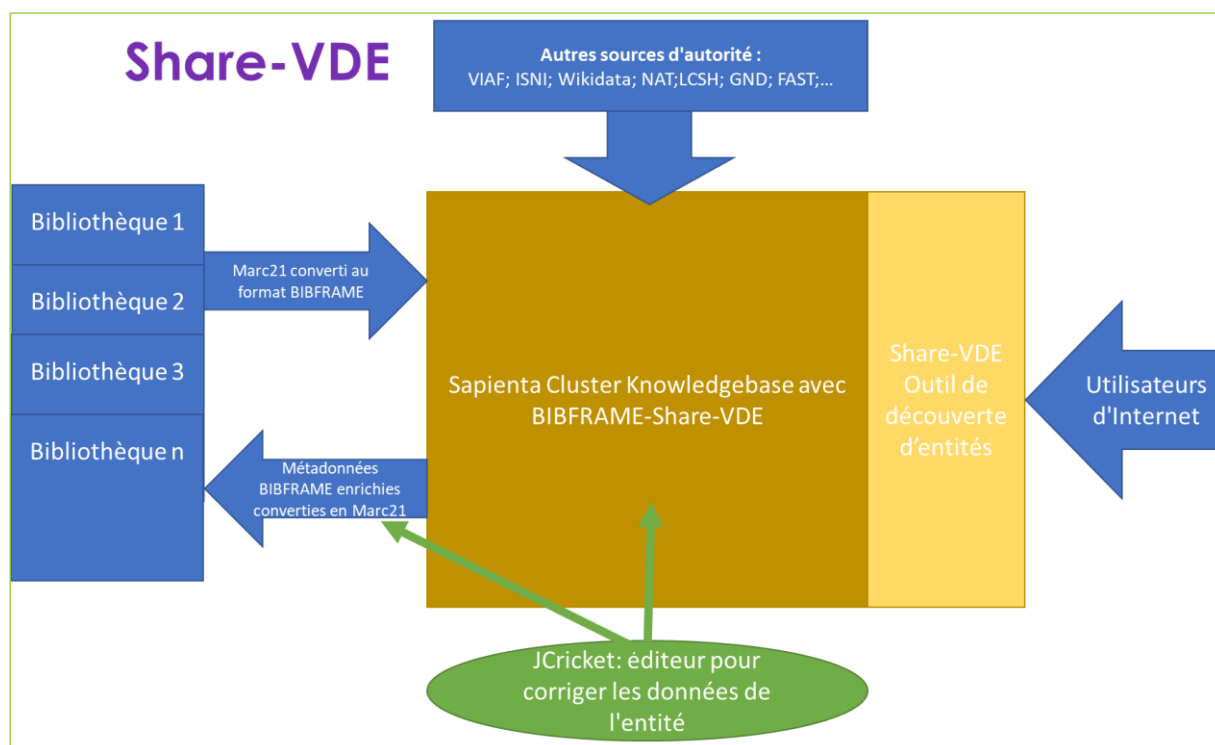 Share-VDE
Autres sources d'autorité :
VIAF; ISNI; Wikidata; NAT;LCSH; GND; FAST;...
Bibliothèque 1
Bibliothèque 2
Bibliothèque 3
Bibliothèque n
Marc21 converti au
format BIBFRAME
Métadonnées
BIBFRAME enrichies
converties en Marc21
Sapienta Cluster Knowledgebase avec
BIBFRAME-Share-VDE
Share-VDE
Outil de
découverte
d'entités
Utilisateurs
d'Internet
JCricket: éditeur pour
corriger les données de
l'entité